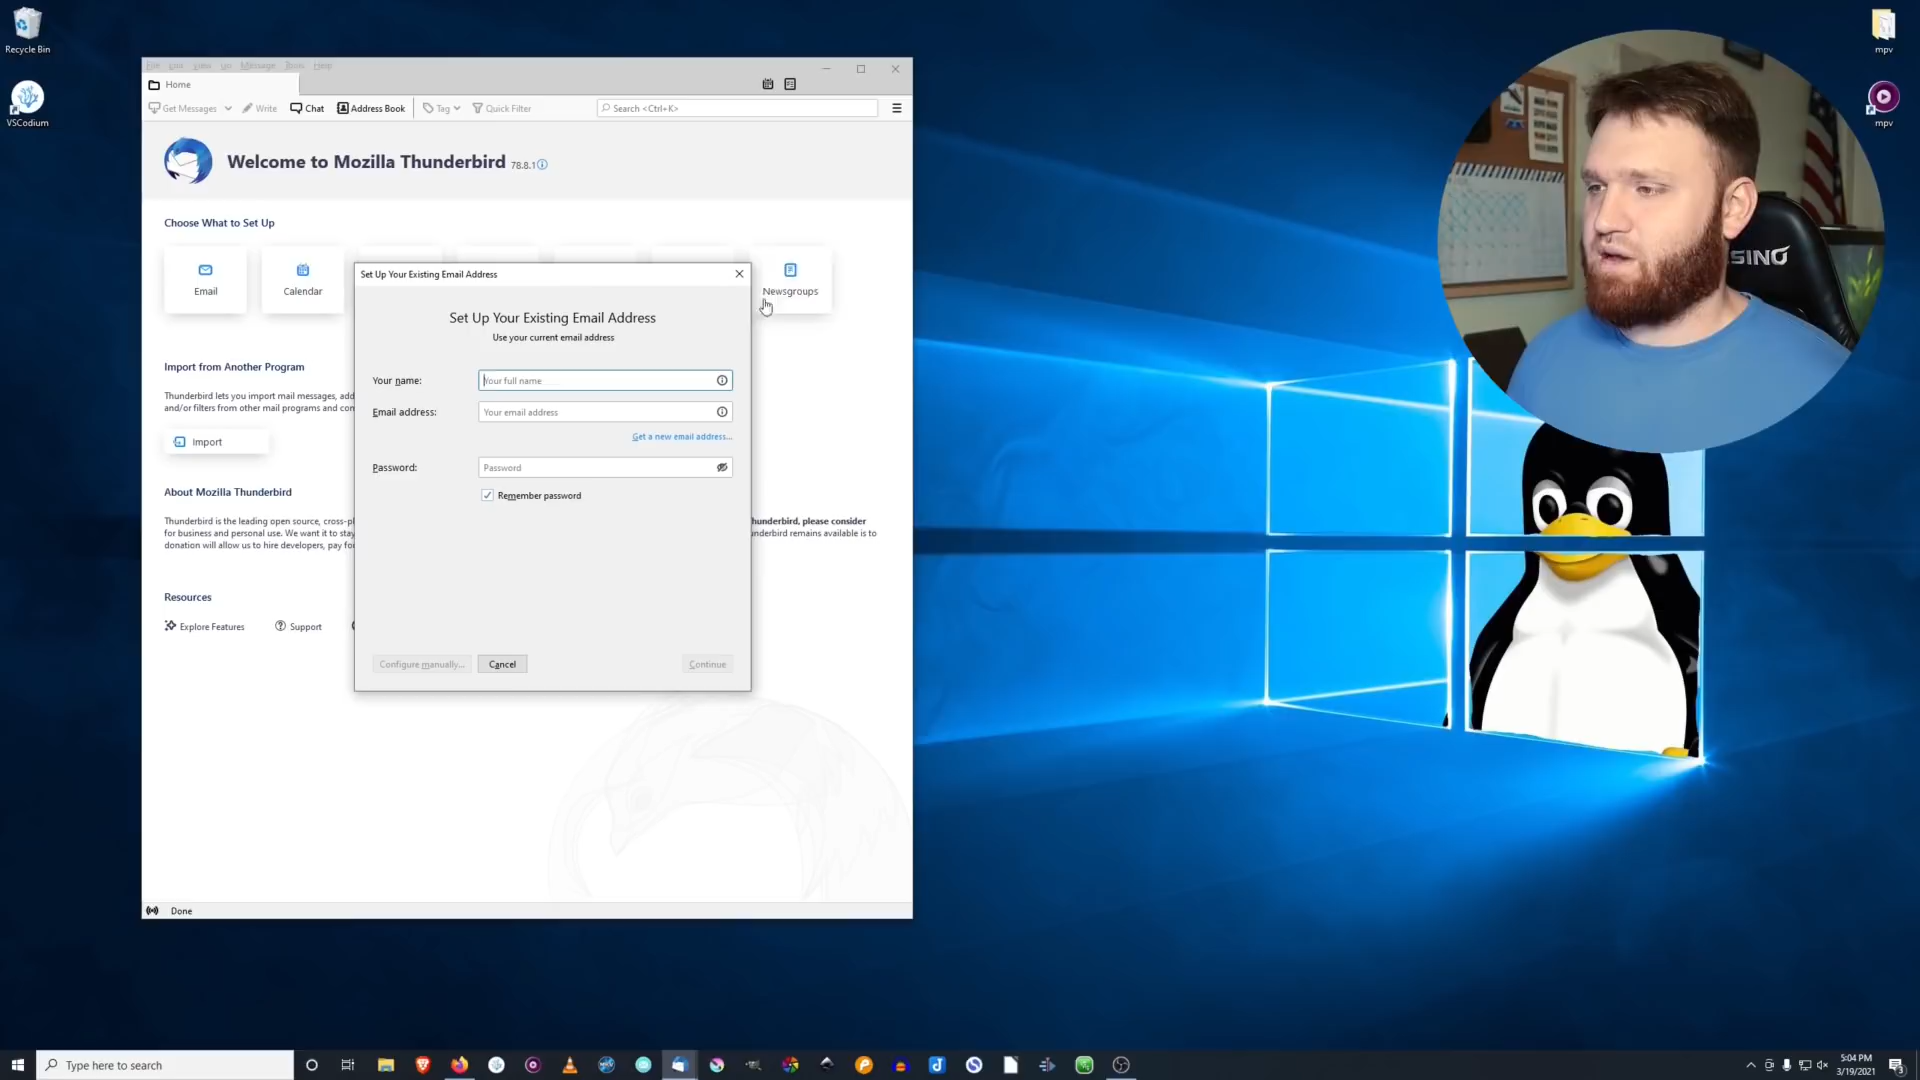 Recycle Bin
VSCodium
mpv
mpv
Message
Help
Home
Get Messages
Write
Chat
Address Book
Tag
Quick Filter
Search <Ctrl+K>
Welcome to Mozilla Thunderbird 78.8.1
Choose What to Set Up
Email
Calendar
Newsgroups
Set Up Your Existing Email Address
Set Up Your Existing Email Address
Use your current email address
Your name:
Your full name
Email address:
Your email address
Get a new email address...
Password:
Password
Remember password
Configure manually...
Cancel
Continue
Import from Another Program
Thunderbird lets you import mail messages, add
and/or filters from other mail programs and con
Import
About Mozilla Thunderbird
Thunderbird is the leading open source, cross-pl
hunderbird, please consider
for business and personal use. We want it to stay
underbird remains available is to
donation will allow us to hire developers, pay for
Resources
Explore Features
Support
Done
SINO
Type here to search
5:04 PM
3/19/2021